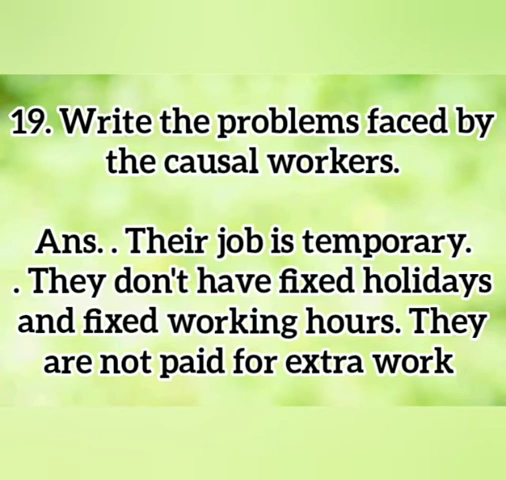 19. Write the problems faced by
the causal workers.
Ans. . Their job is temporary.
. They don't have fixed holidays
and fixed working hours. They
are not paid for extra work